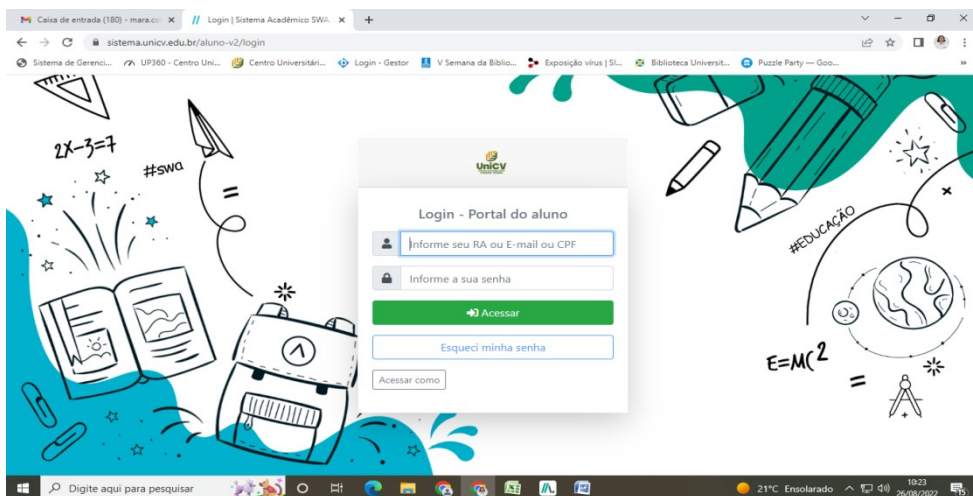 Caixa de entrada (180) - mara.co
Login | Sistema Acadêmico SWA
sistema.unicv.edu.br/aluno-v2/login
Sistema de Gerenci...
UP360 - Centro Uni...
Centro Universitári...
Login - Gestor
V Semana da Biblio...
Exposição vírus | Sl...
Biblioteca Universit...
Puzzle Party — Goo...
2X-3=7
#swa
UniCV
Login - Portal do aluno
Informe seu RA ou E-mail ou CPF
Informe a sua senha
Acessar
Esqueci minha senha
Acessar como
#EDUCAÇÃO
E=MC2
Digite aqui para pesquisar
21°C Ensolarado
10:23
26/08/2022